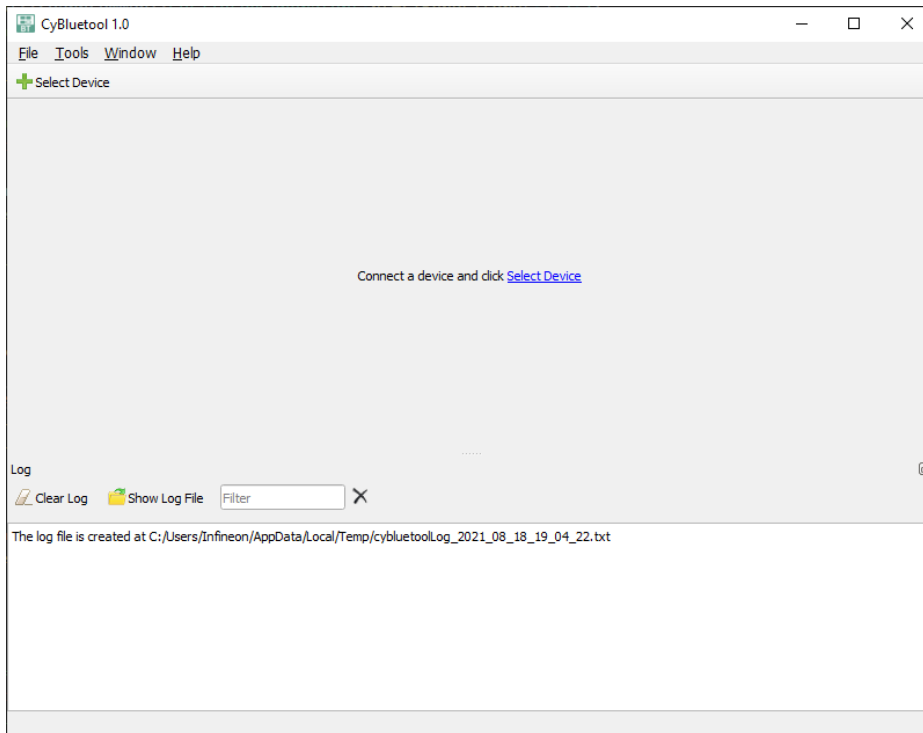 CyBluetool 1.0
File Tools Window Help
Select Device
Connect a device and click Select Device
Log
Clear Log Show Log File Filter
The log file is created at C:/Users/Infineon/AppData/Local/Temp/cybluetoolLog_2021_08_18_19_04_22.txt